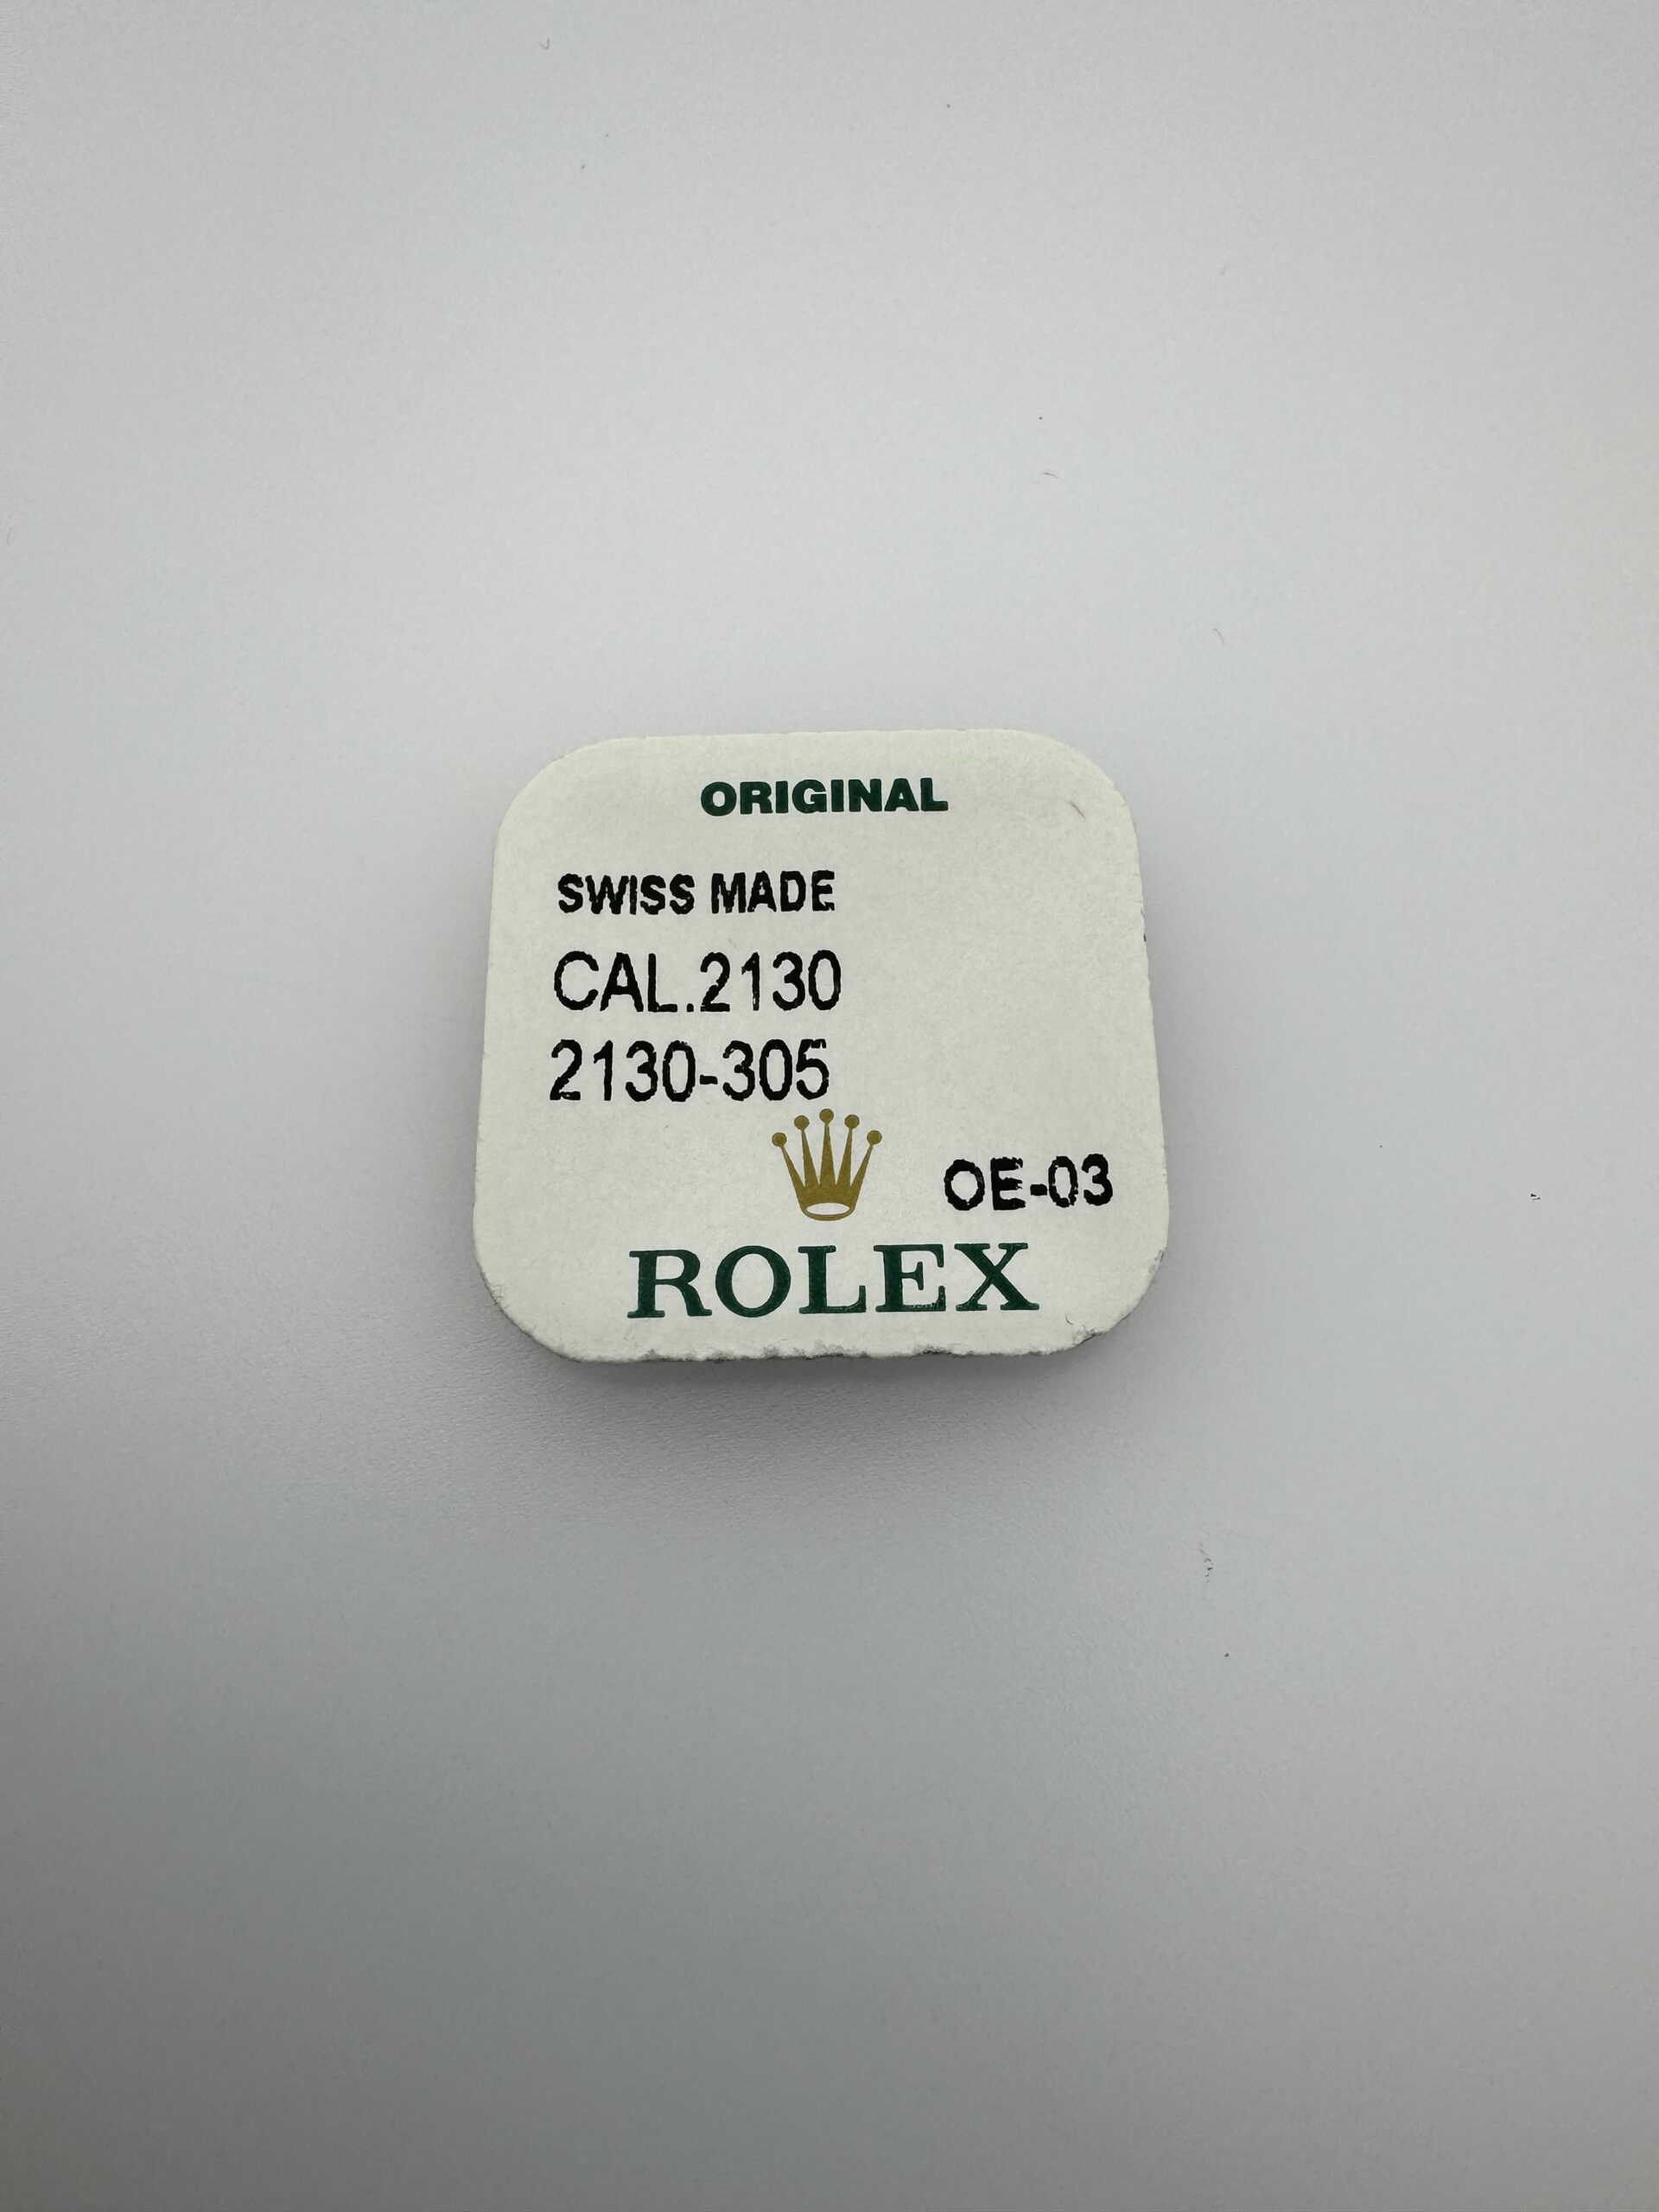 ORIGINAL
SWISS MADE
CAL.2130
2130-305
OE-03
ROLEX